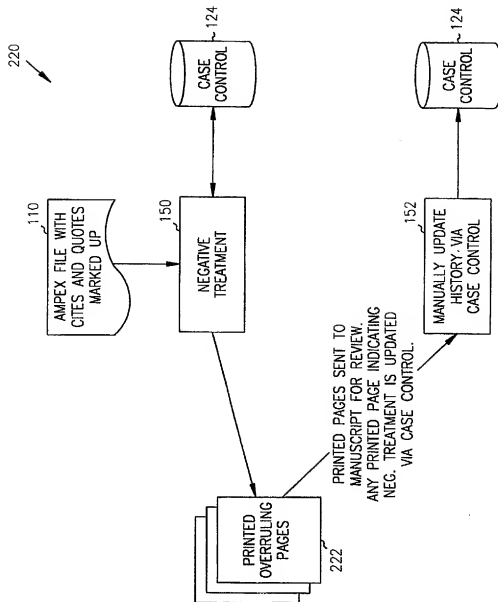 220
110
AMPEX FILE WITH
CITES AND QUOTES
MARKED UP
150
NEGATIVE
TREATMENT
124
CASE
CONTROL
PRINTED
OVERRULING
PAGES
222
PRINTED PAGES SENT TO
MANUSCRIPT FOR REVIEW.
ANY PRINTED PAGE INDICATING
NEG. TREATMENT IS UPDATED
VIA CASE CONTROL.
152
MANUALLY UPDATE
HISTORY VIA
CASE CONTROL
124
CASE
CONTROL